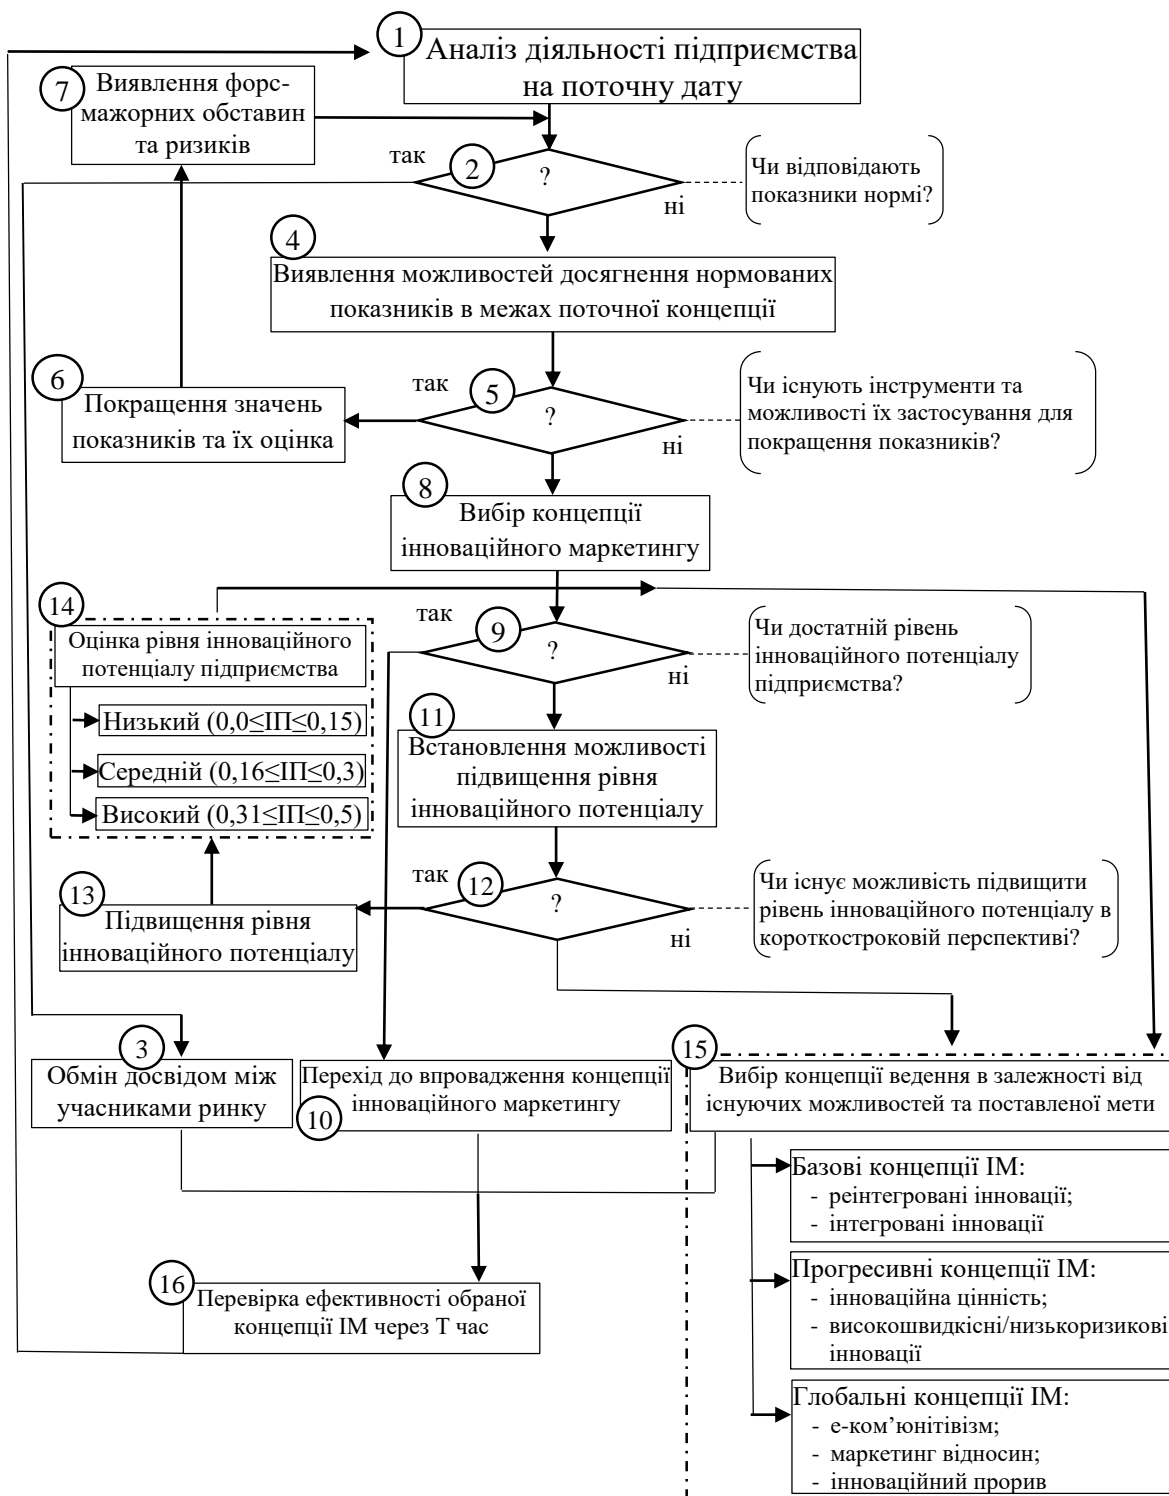 1
Аналіз діяльності підприємства
на поточну дату
7
Виявлення форс-
мажорних обставин
та ризиків
так
2
?
ні
Чи відповідають
показники нормі?
4
Виявлення можливостей досягнення нормованих
показників в межах поточної концепції
6
Покращення значень
показників та їх оцінка
так
5
?
ні
Чи існують інструменти та
можливості їх застосування для
покращення показників?
8
Вибір концепції
інноваційного маркетингу
14
Оцінка рівня інноваційного
потенціалу підприємства
Низький (0,0≤ІП≤0,15)
Середній (0,16≤ІП≤0,3)
Високий (0,31≤ІП≤0,5)
так
9
?
ні
Чи достатній рівень
інноваційного потенціалу
підприємства?
11
Встановлення можливості
підвищення рівня
інноваційного потенціалу
13
Підвищення рівня
інноваційного потенціалу
так
12
?
ні
Чи існує можливість підвищити
рівень інноваційного потенціалу в
короткостроковій перспективі?
3
Обмін досвідом між
учасниками ринку
Перехід до впровадження концепції
інноваційного маркетингу
10
15
Вибір концепції ведення в залежності від
існуючих можливостей та поставленої мети
Базові концепції ІМ:
- реінтегровані інновації;
- інтегровані інновації
Прогресивні концепції ІМ:
- інноваційна цінність;
- високошвидкісні/низькоризикові
інновації
Глобальні концепції ІМ:
- е-ком’юнітівізм;
- маркетинг відносин;
- інноваційний прорив
16
Перевірка ефективності обраної
концепції ІМ через Т час